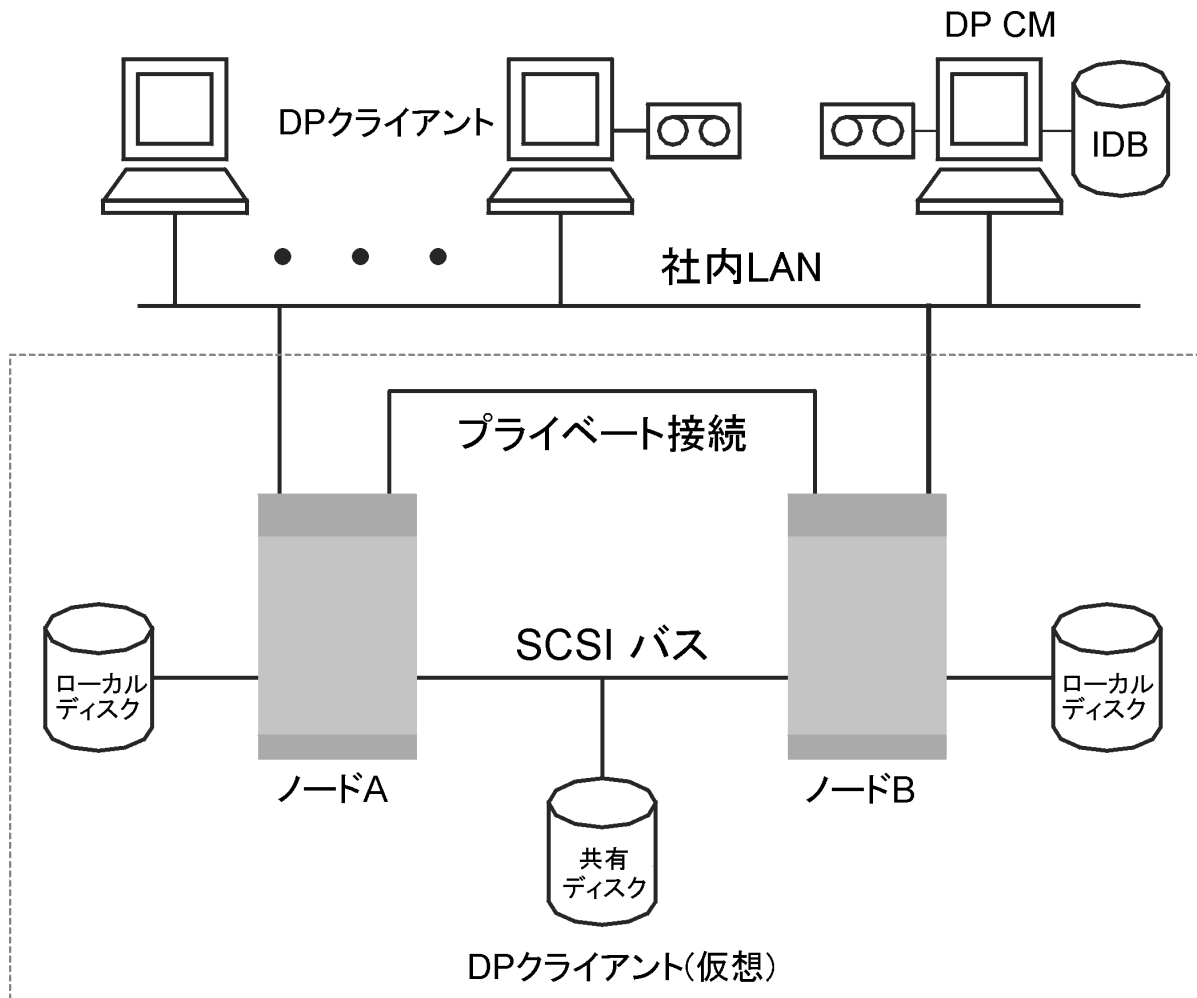 DP CM
DPクライアント
IDB
社内LAN
プライベート接続
SCSI バス
ローカル
ディスク
ローカル
ディスク
ノードA
ノードB
共有
ディスク
DPクライアント(仮想)